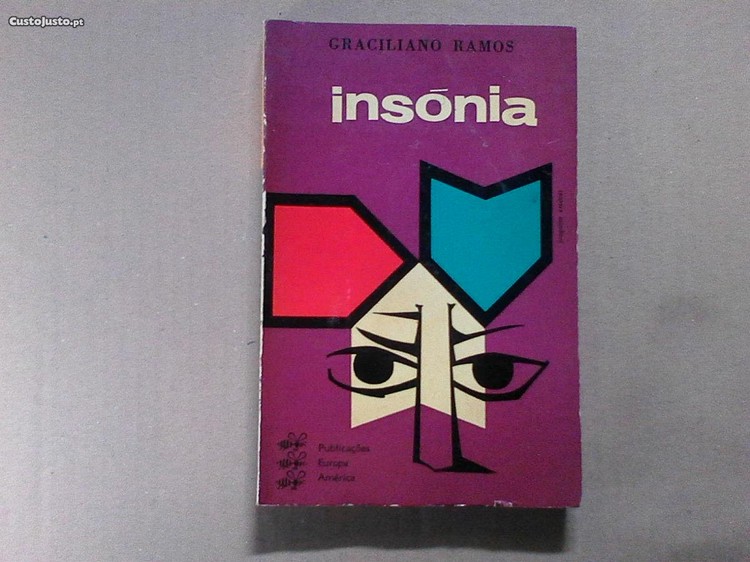 CustoJusto.pt
GRACILIANO RAMOS
insónia
Publicações
Europa
América